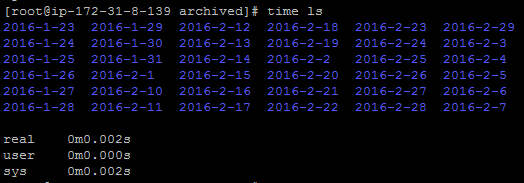 [root@ip-172-31-8-139 archived]# time ls
2016-1-23  2016-1-29  2016-2-12  2016-2-18  2016-2-23  2016-2-29
2016-1-24  2016-1-30  2016-2-13  2016-2-19  2016-2-24  2016-2-3
2016-1-25  2016-1-31  2016-2-14  2016-2-2   2016-2-25  2016-2-4
2016-1-26  2016-2-1   2016-2-15  2016-2-20  2016-2-26  2016-2-5
2016-1-27  2016-2-10  2016-2-16  2016-2-21  2016-2-27  2016-2-6
2016-1-28  2016-2-11  2016-2-17  2016-2-22  2016-2-28  2016-2-7
real    0m0.002s
user    0m0.000s
sys     0m0.002s